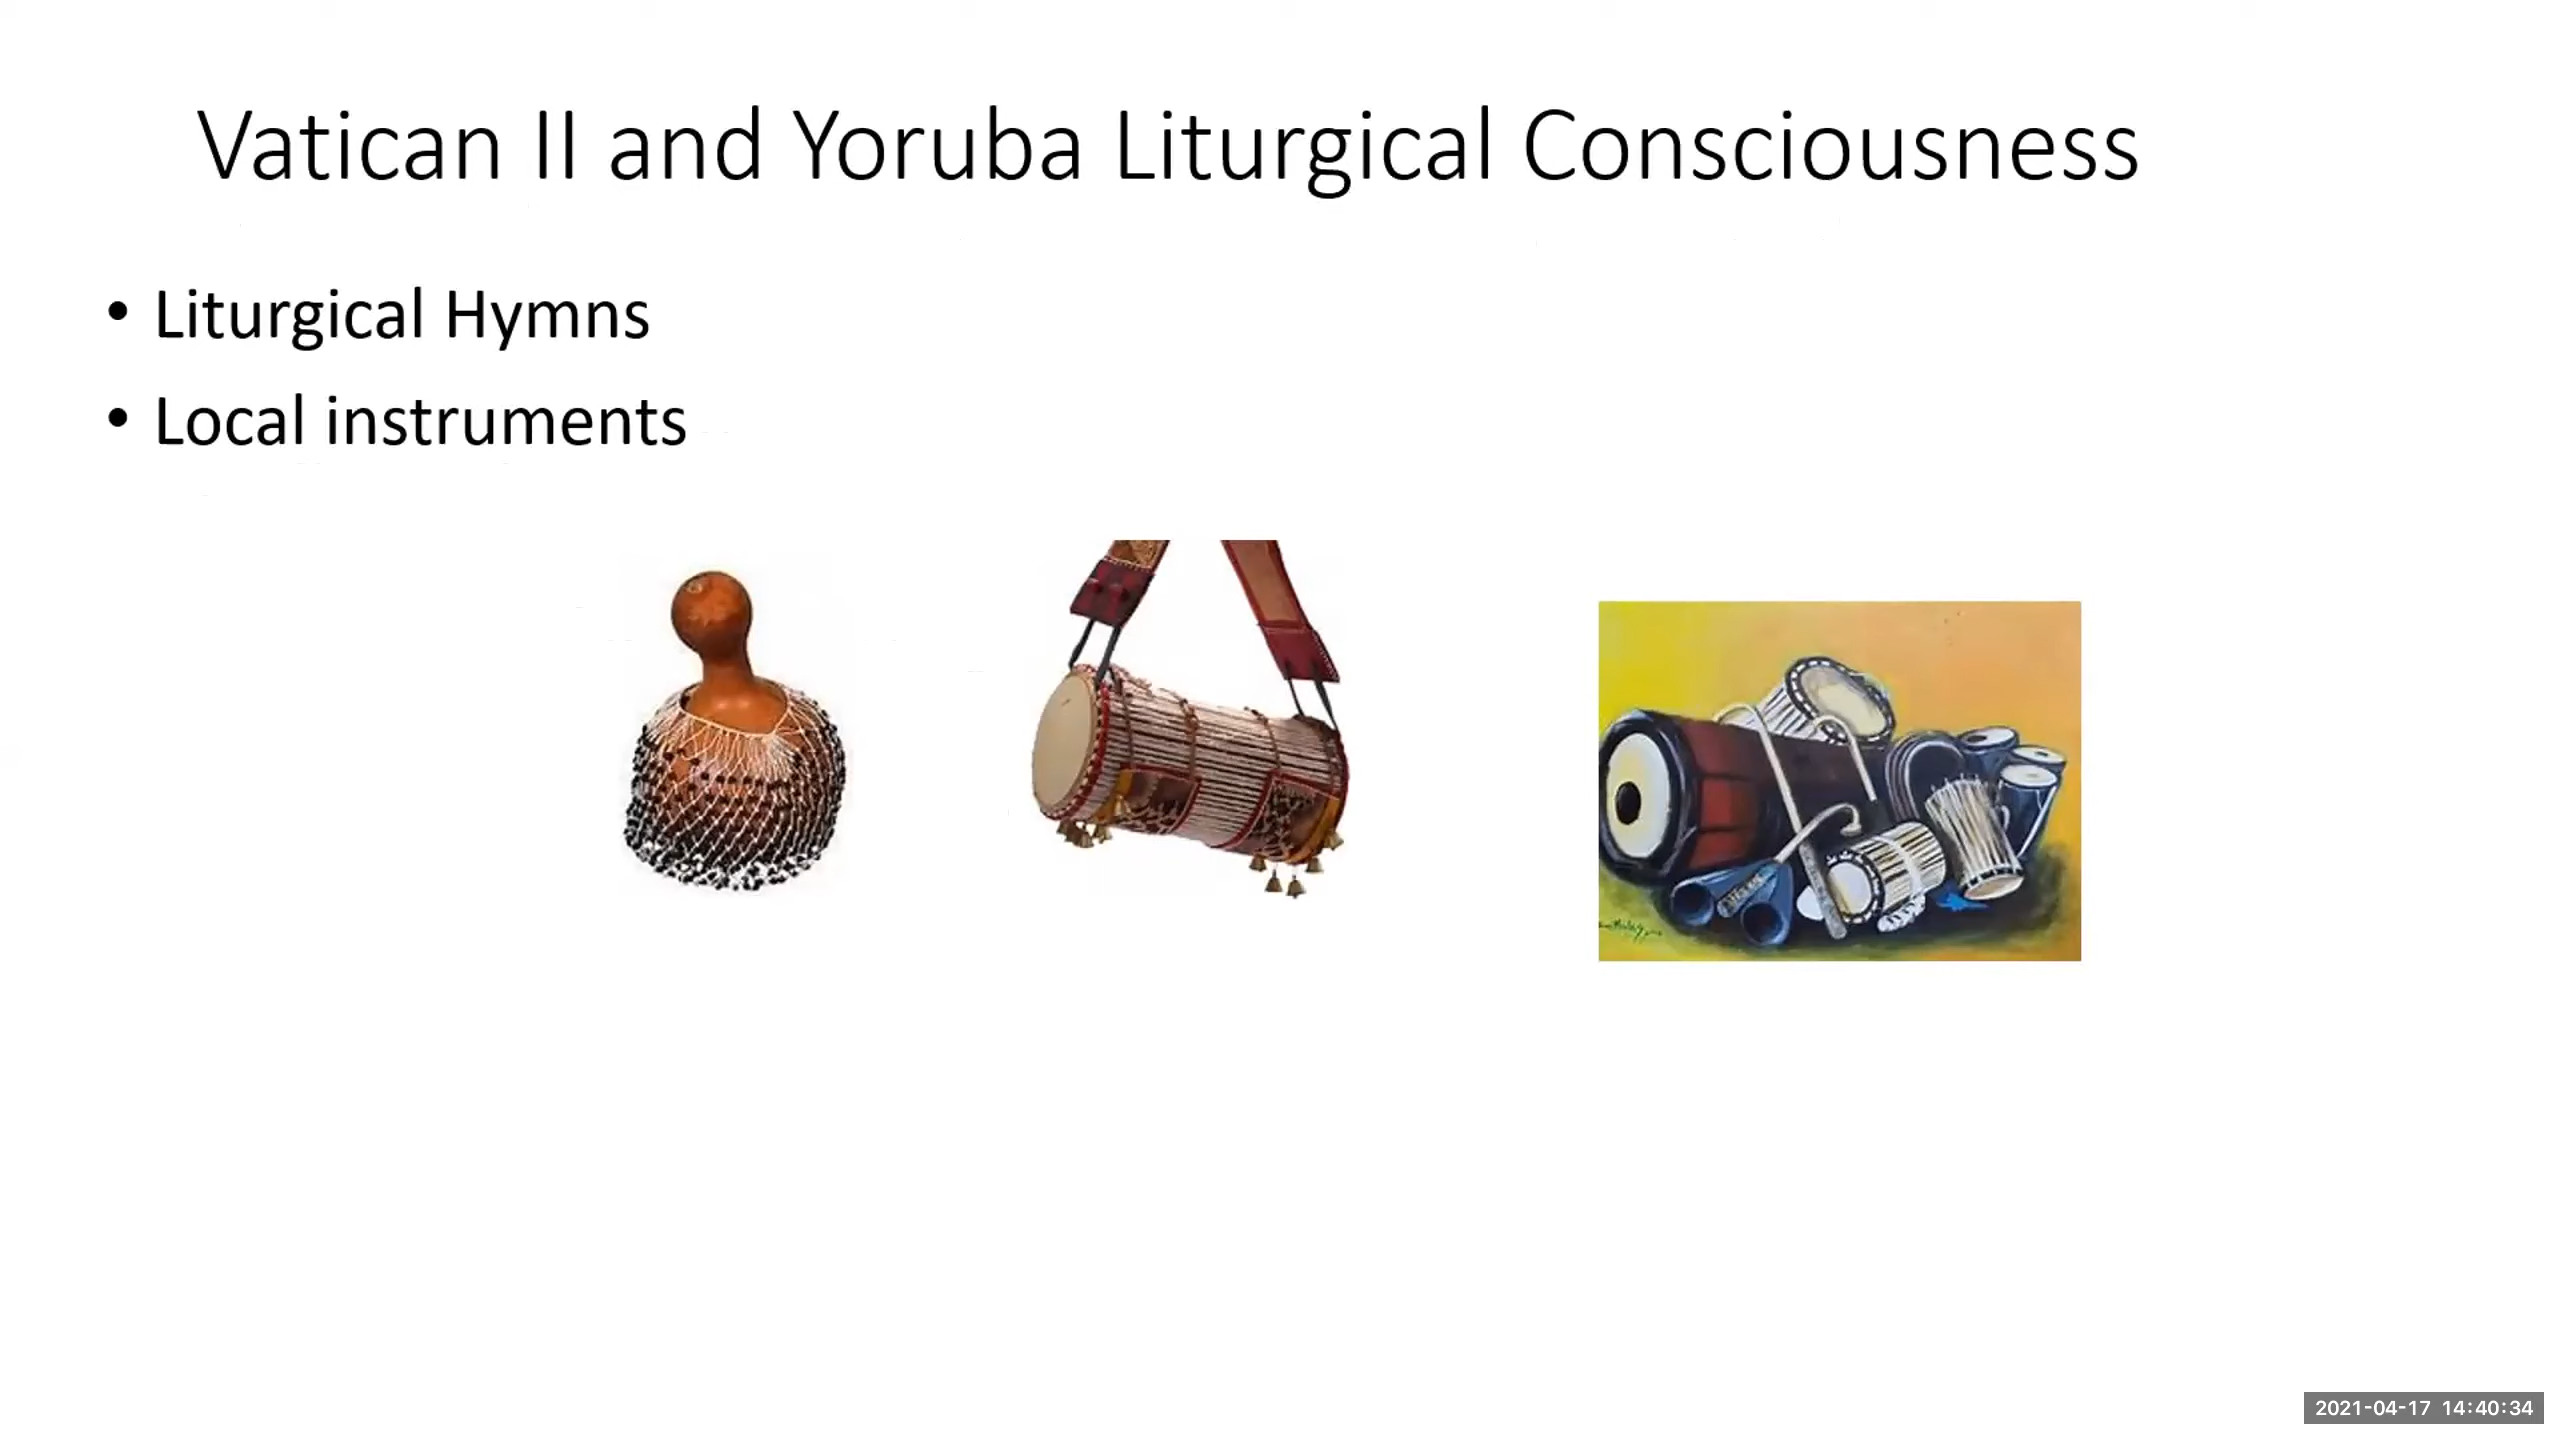 Vatican II and Yoruba Liturgical Consciousness
• Liturgical Hymns
• Local instruments
2021-04-17 14:40:34